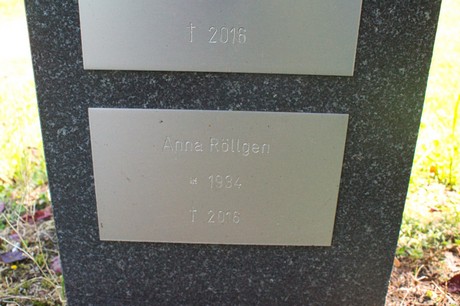 † 2016
Anna Röllgen
* 1934
† 2016